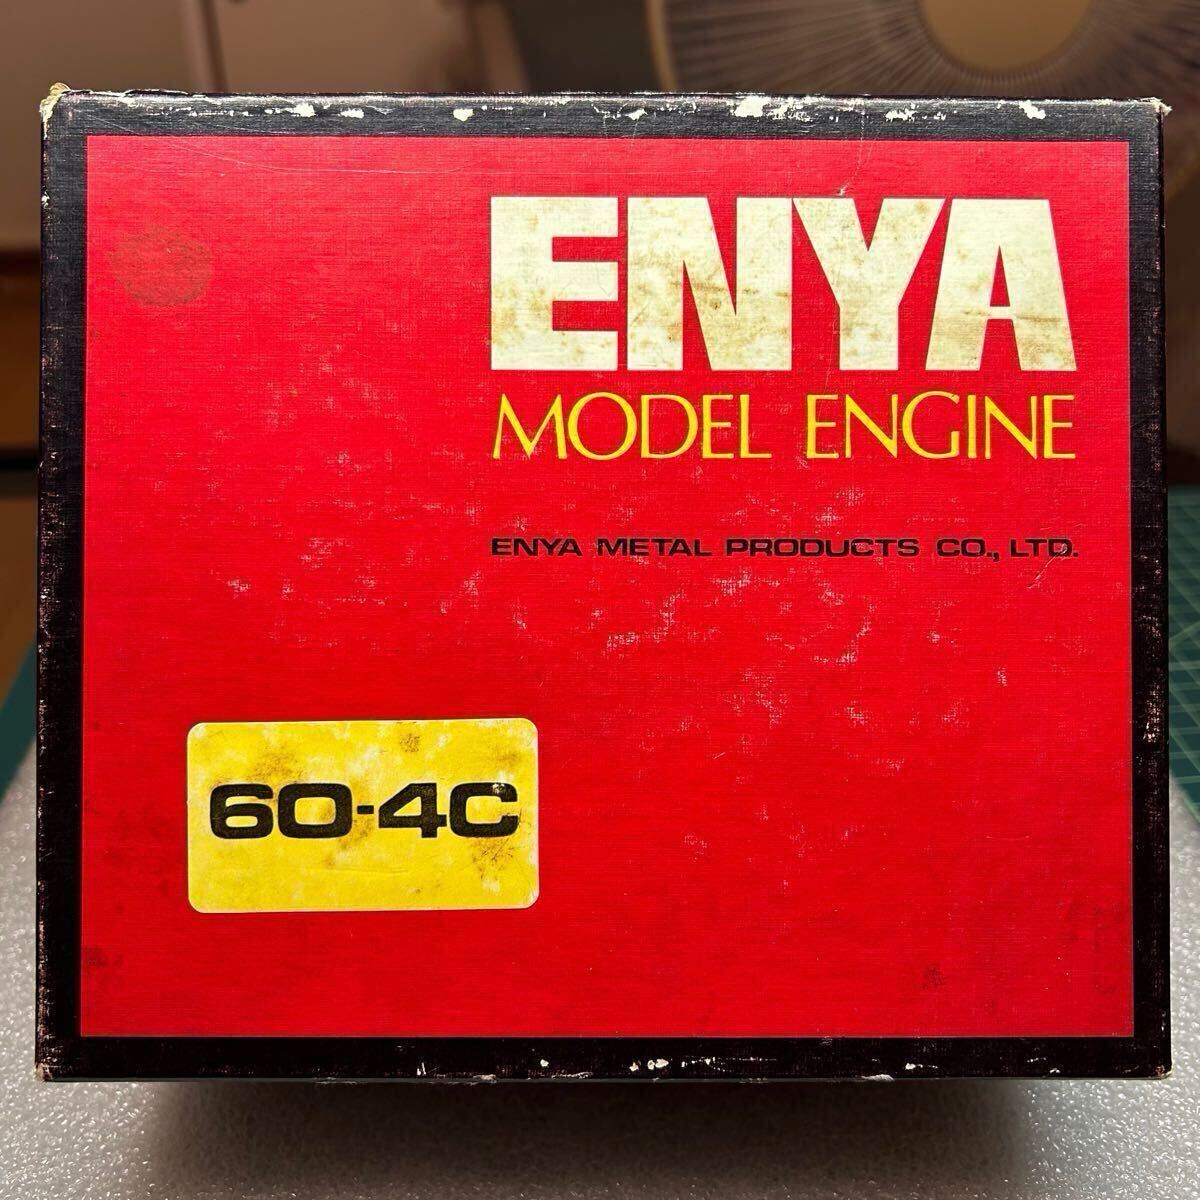 ENYA
MODEL ENGINE
ENYA METAL PRODUCTS CO., LTD.
60-4C